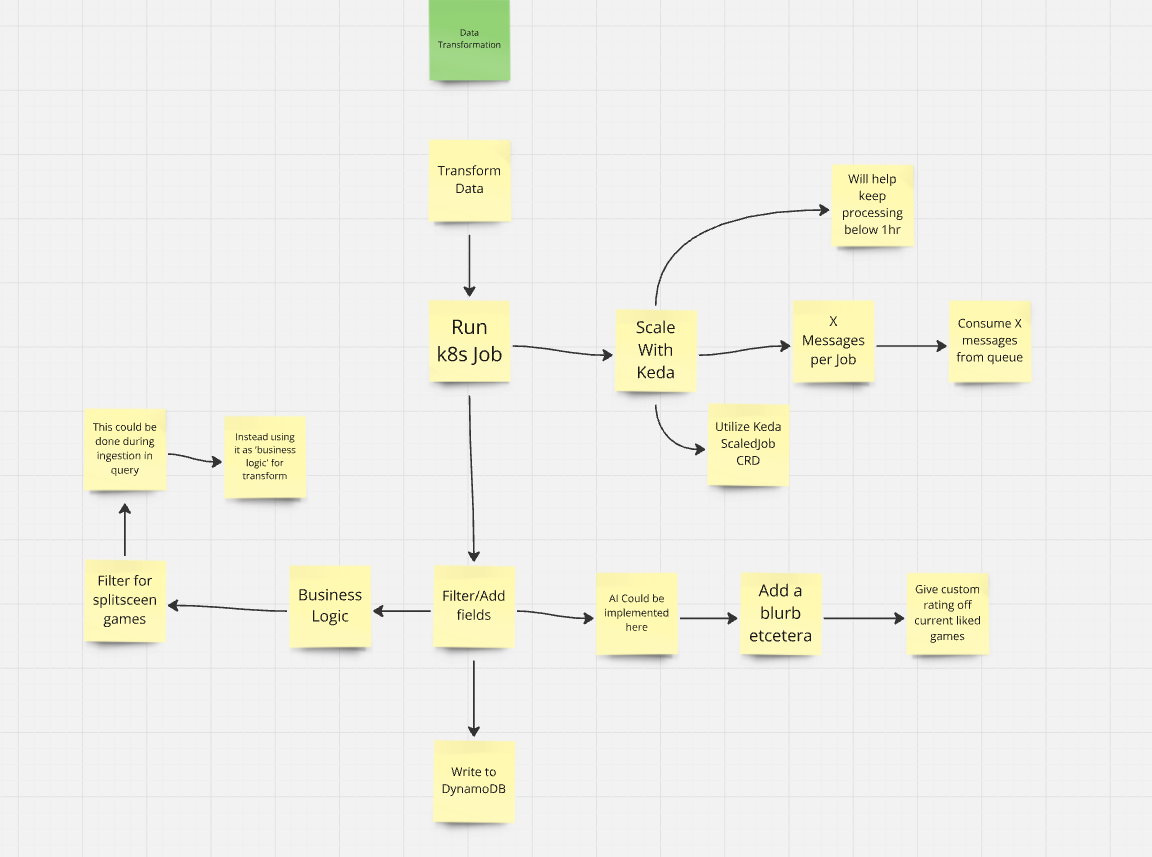 Data
Transformation
Transform
Data
Will help
keep
processing
below 1hr
Run
k8s Job
Scale
With
Keda
X
Messages
per Job
Consume X
messages
from queue
Utilize Keda
ScaledJob
CRD
This could be
done during
ingestion in
query
Instead using
it as 'business
logic' for
transform
Filter for
splitsceen
games
Business
Logic
Filter/Add
fields
AI Could be
implemented
here
Add a
blurb
etcetera
Give custom
rating off
current liked
games
Write to
DynamoDB